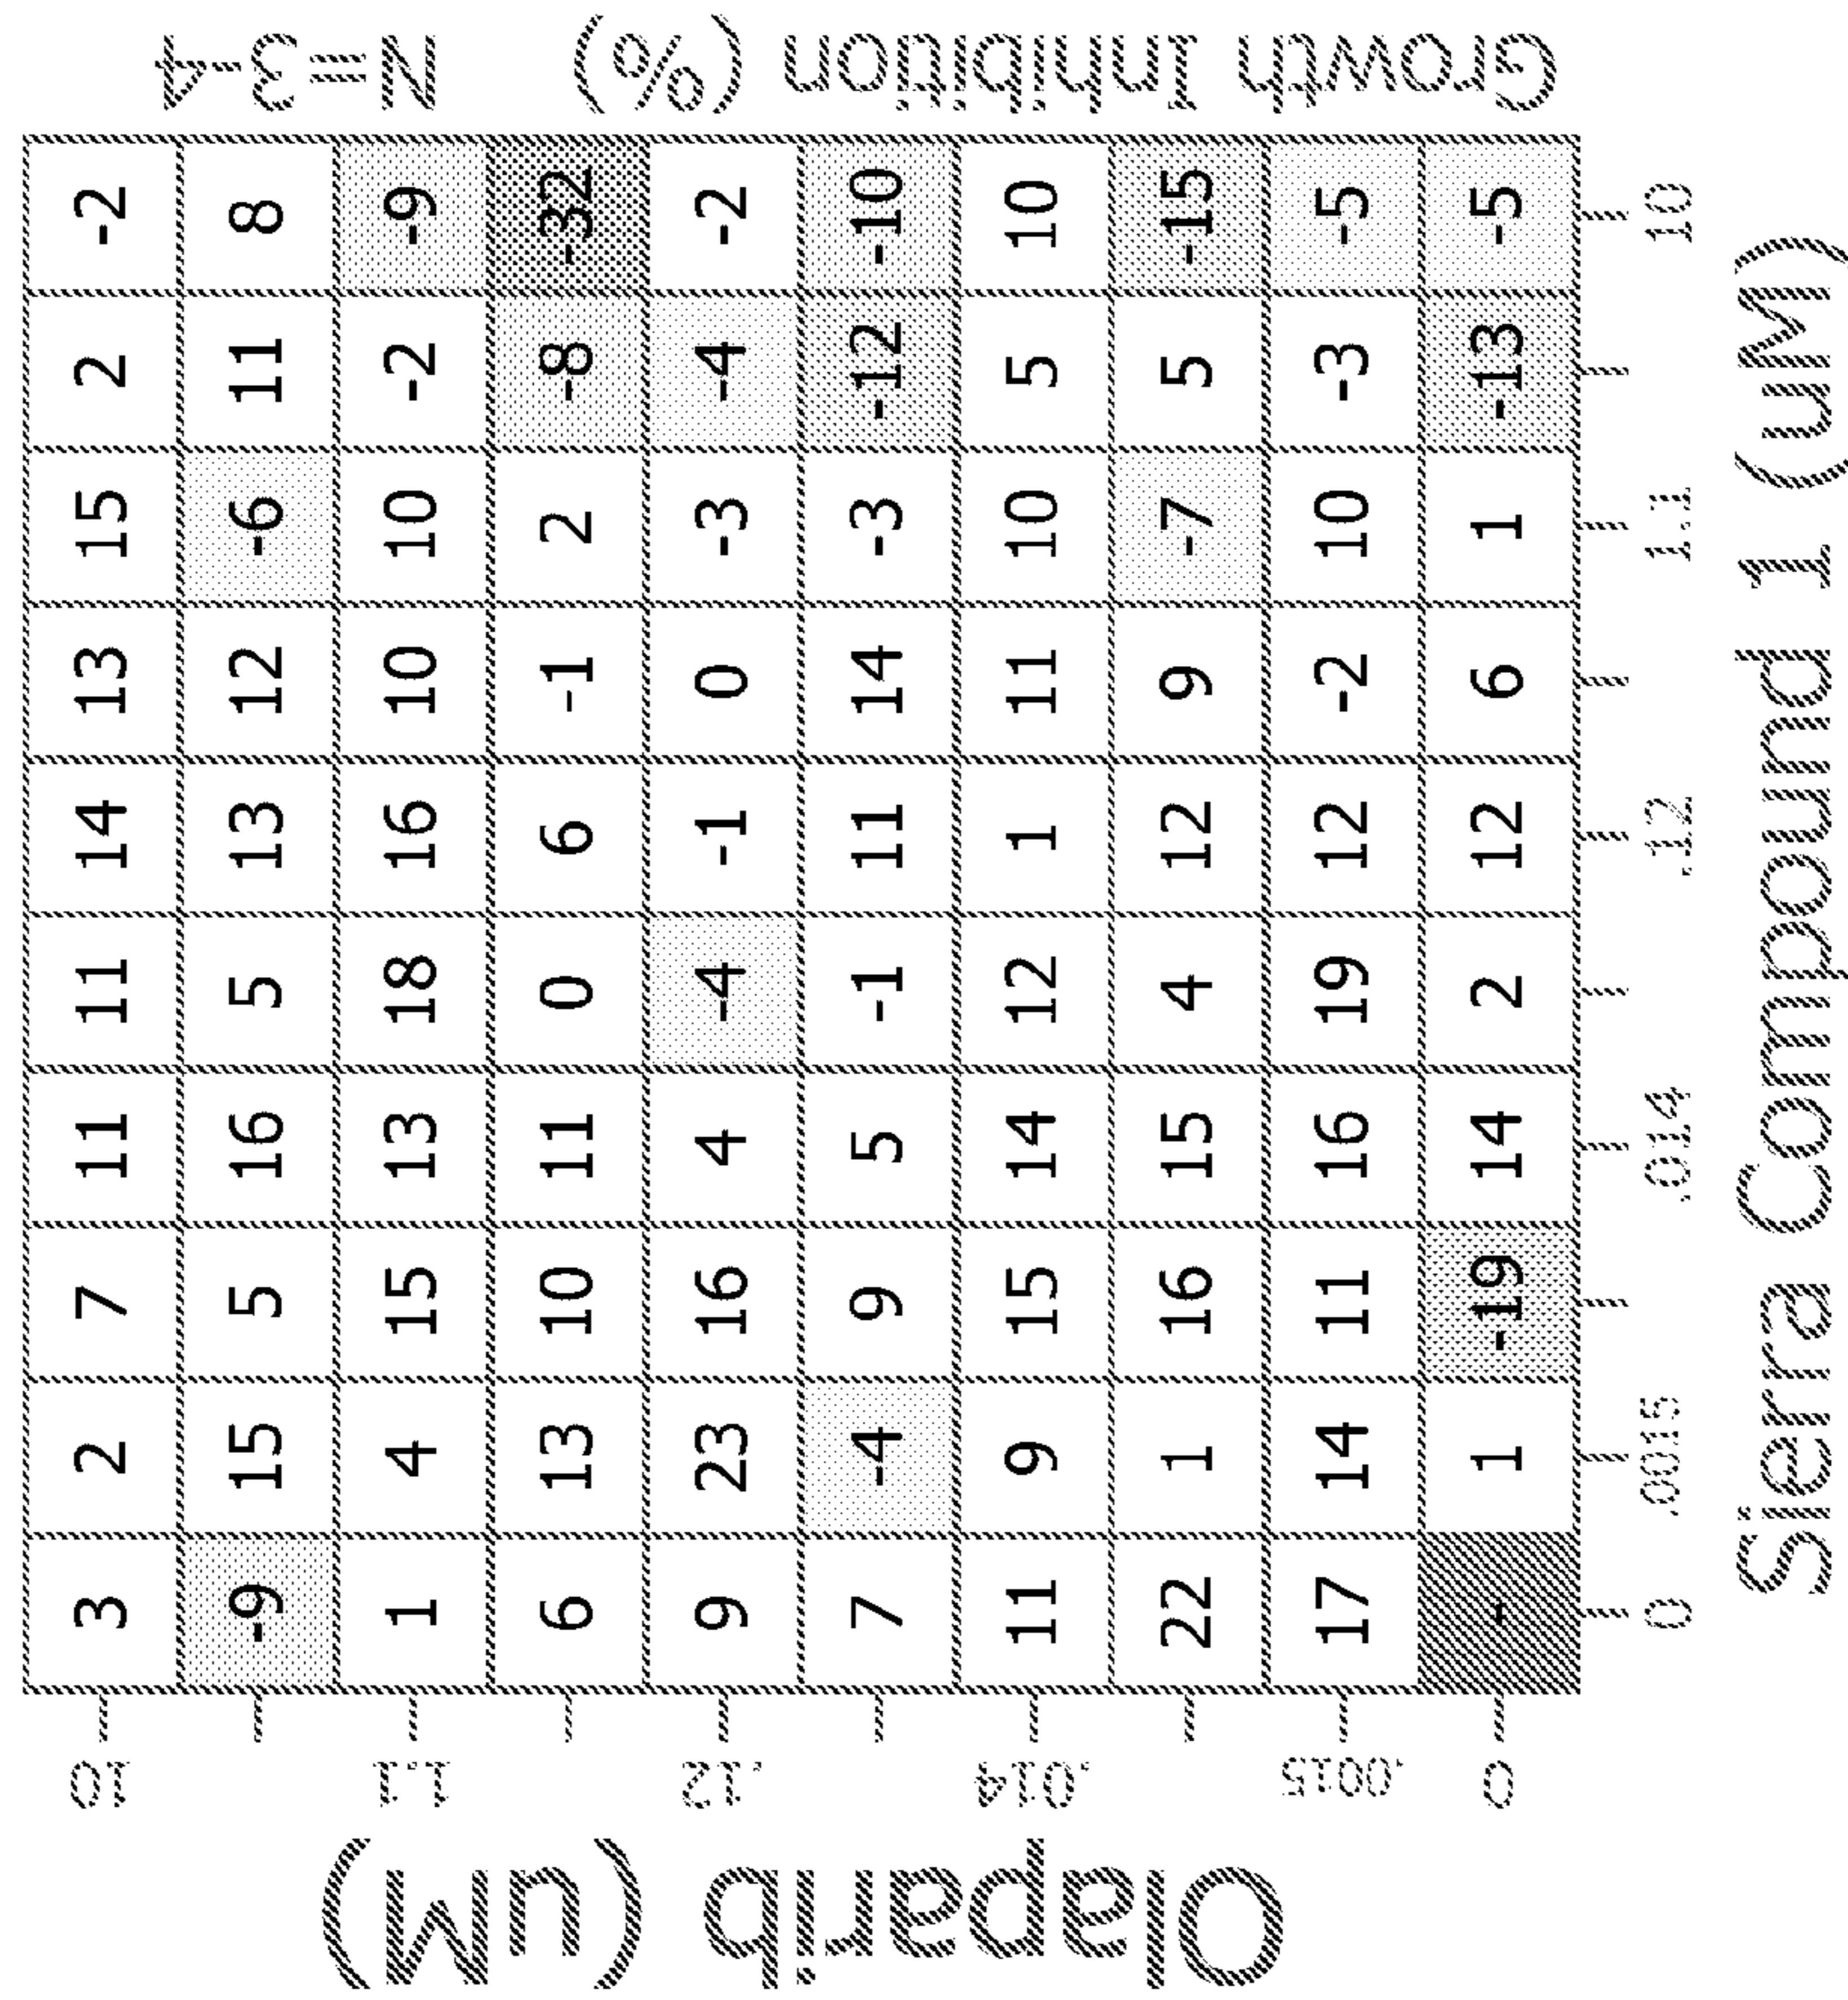 Olaparib (uM)
10 3 2 7 11 11 14 13 15 2 -2
-9 15 5 16 5 13 12 -6 11 8
1.1 1 4 15 13 18 16 10 10 -2 -9
6 13 10 11 0 6 -1 2 -8 -32
.12 9 23 16 4 -4 -1 0 -3 -4 -2
7 -4 9 5 -1 11 14 -3 -12 -10
.014 11 9 15 14 12 1 11 10 5 10
22 1 16 15 4 12 9 -7 5 -15
.0015 17 14 11 16 19 12 -2 10 -3 -5
0 - 1 -19 14 2 12 6 1 -13 -5
0 .0015 .014 .12 1.1 10
Sierra Compound 1 (uM)
Growth Inhibition (%) N=3-4